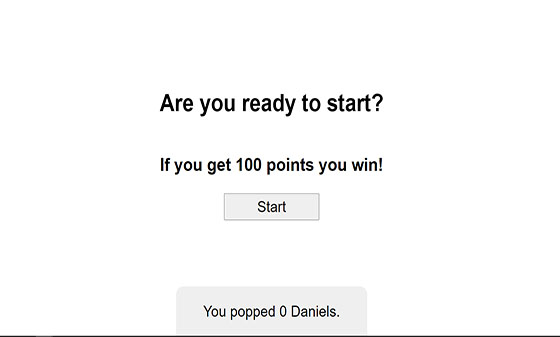 Are you ready to start?
If you get 100 points you win!
Start
You popped 0 Daniels.